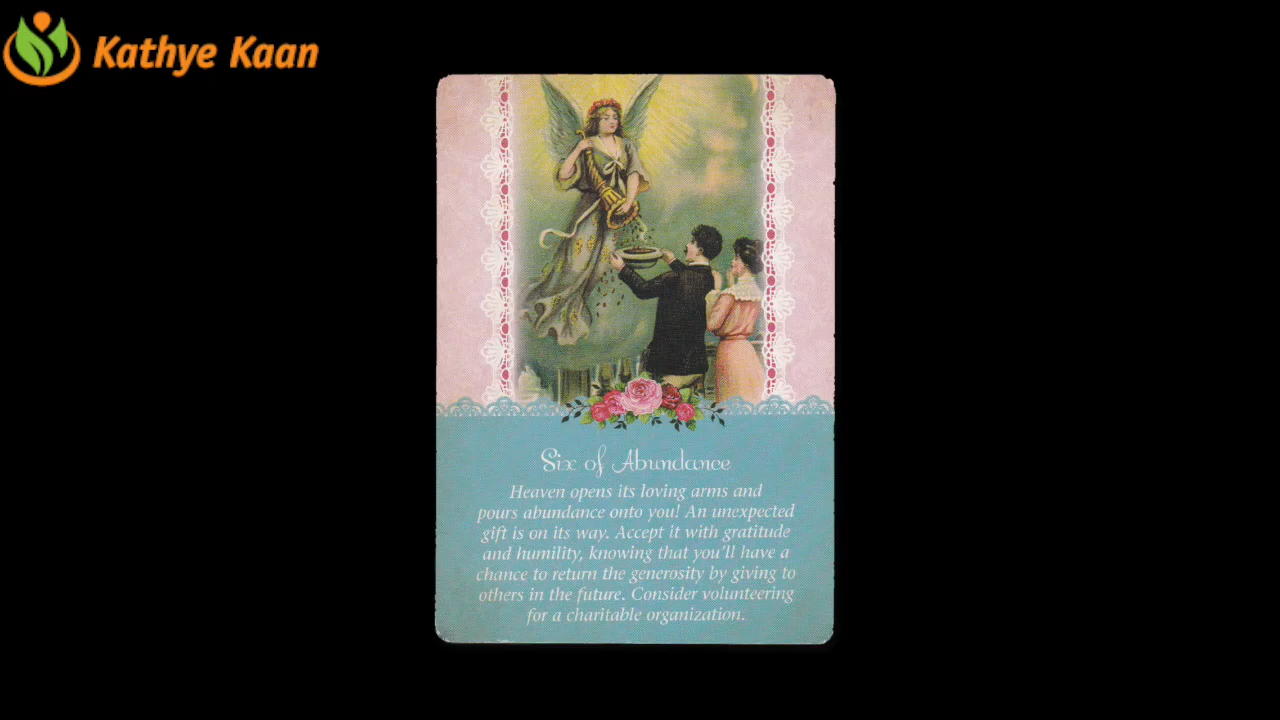 Kathye Kaan
Six of Abundance
Heaven opens its loving arms and
pours abundance onto you! An unexpected
gift is on its way. Accept it with gratitude
and humility, knowing that you'll have a
chance to return the generosity by giving to
others in the future. Consider volunteering
for a charitable organization.